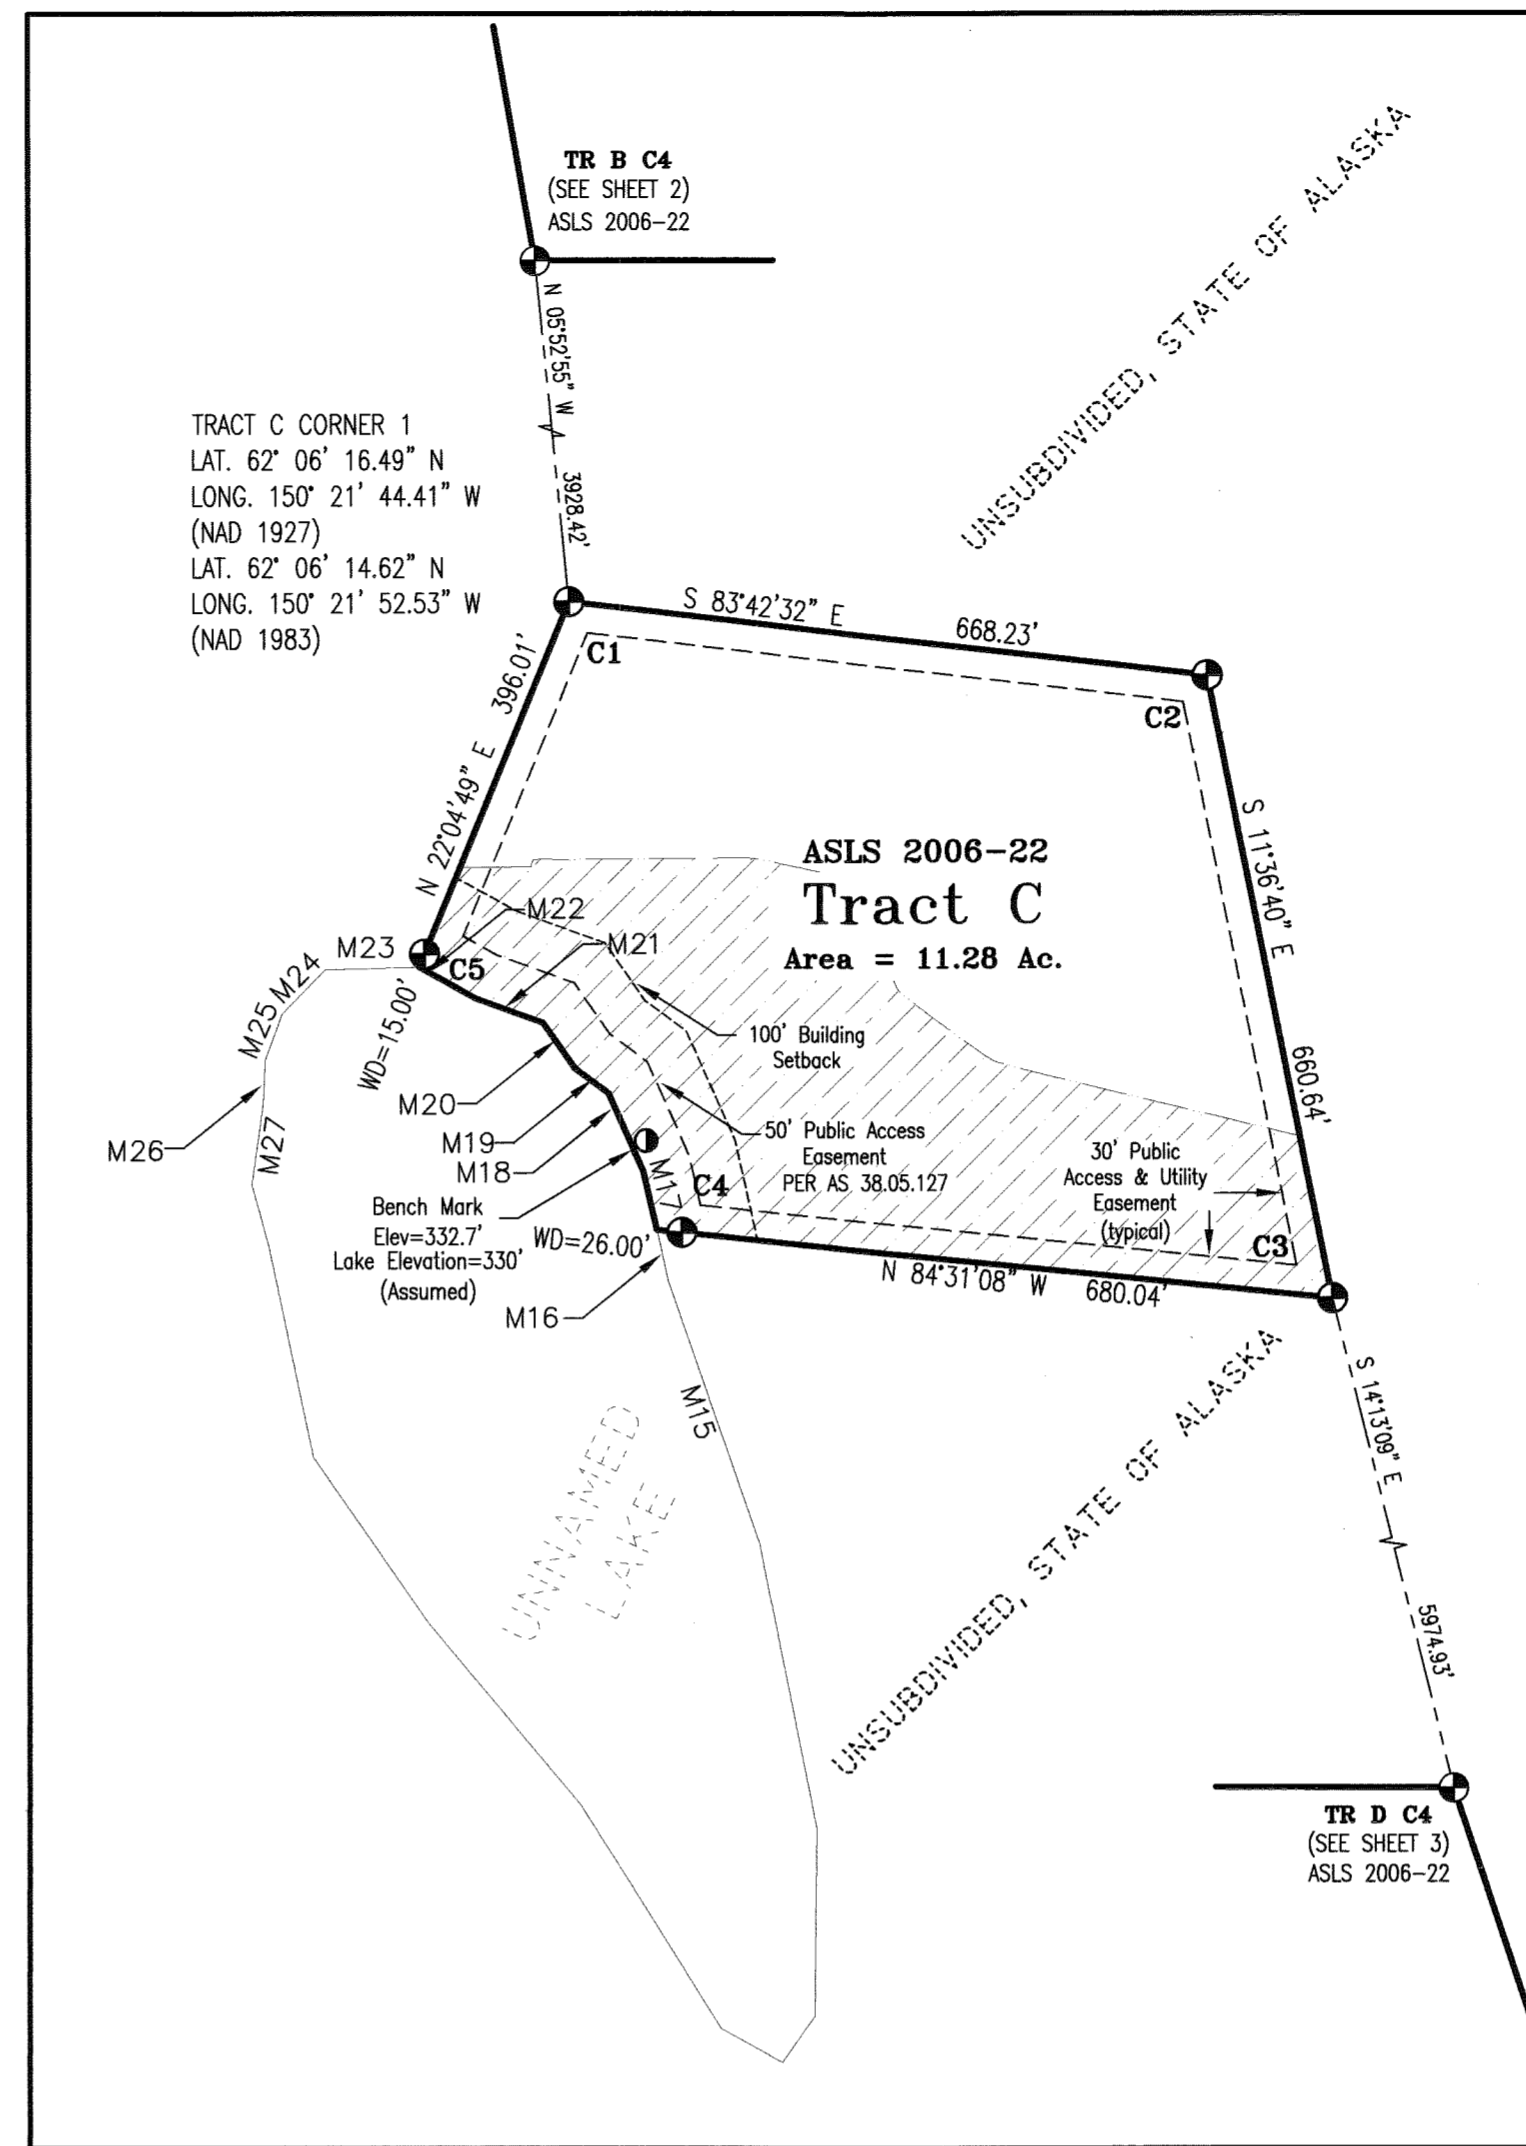 TR B C4
(SEE SHEET 2)
ASLS 2006-22
UNSUBDIVIDED, STATE OF ALASKA
N 05°52'55" W
3928.42'
TRACT C CORNER 1
LAT. 62° 06' 16.49" N
LONG. 150° 21' 44.41" W
(NAD 1927)
LAT. 62° 06' 14.62" N
LONG. 150° 21' 52.53" W
(NAD 1983)
S 83°42'32" E
668.23'
C1
C2
N 22°04'49" E
396.01'
S 11°36'40" E
660.64'
ASLS 2006-22
Tract C
Area = 11.28 Ac.
M22
M21
M23
C5
M24
M25
WD=15.00'
100' Building
Setback
M20
M19
M18
M26
M27
50' Public Access
Easement
PER AS 38.05.127
30' Public
Access & Utility
Easement
(typical)
M17
C4
C3
Bench Mark
Elev=332.7'
Lake Elevation=330'
(Assumed)
WD=26.00'
N 84°31'08" W
680.04'
M16
M15
UNNAMED
LAKE
UNSUBDIVIDED, STATE OF ALASKA
S 14°13'09" E
5974.93'
TR D C4
(SEE SHEET 3)
ASLS 2006-22